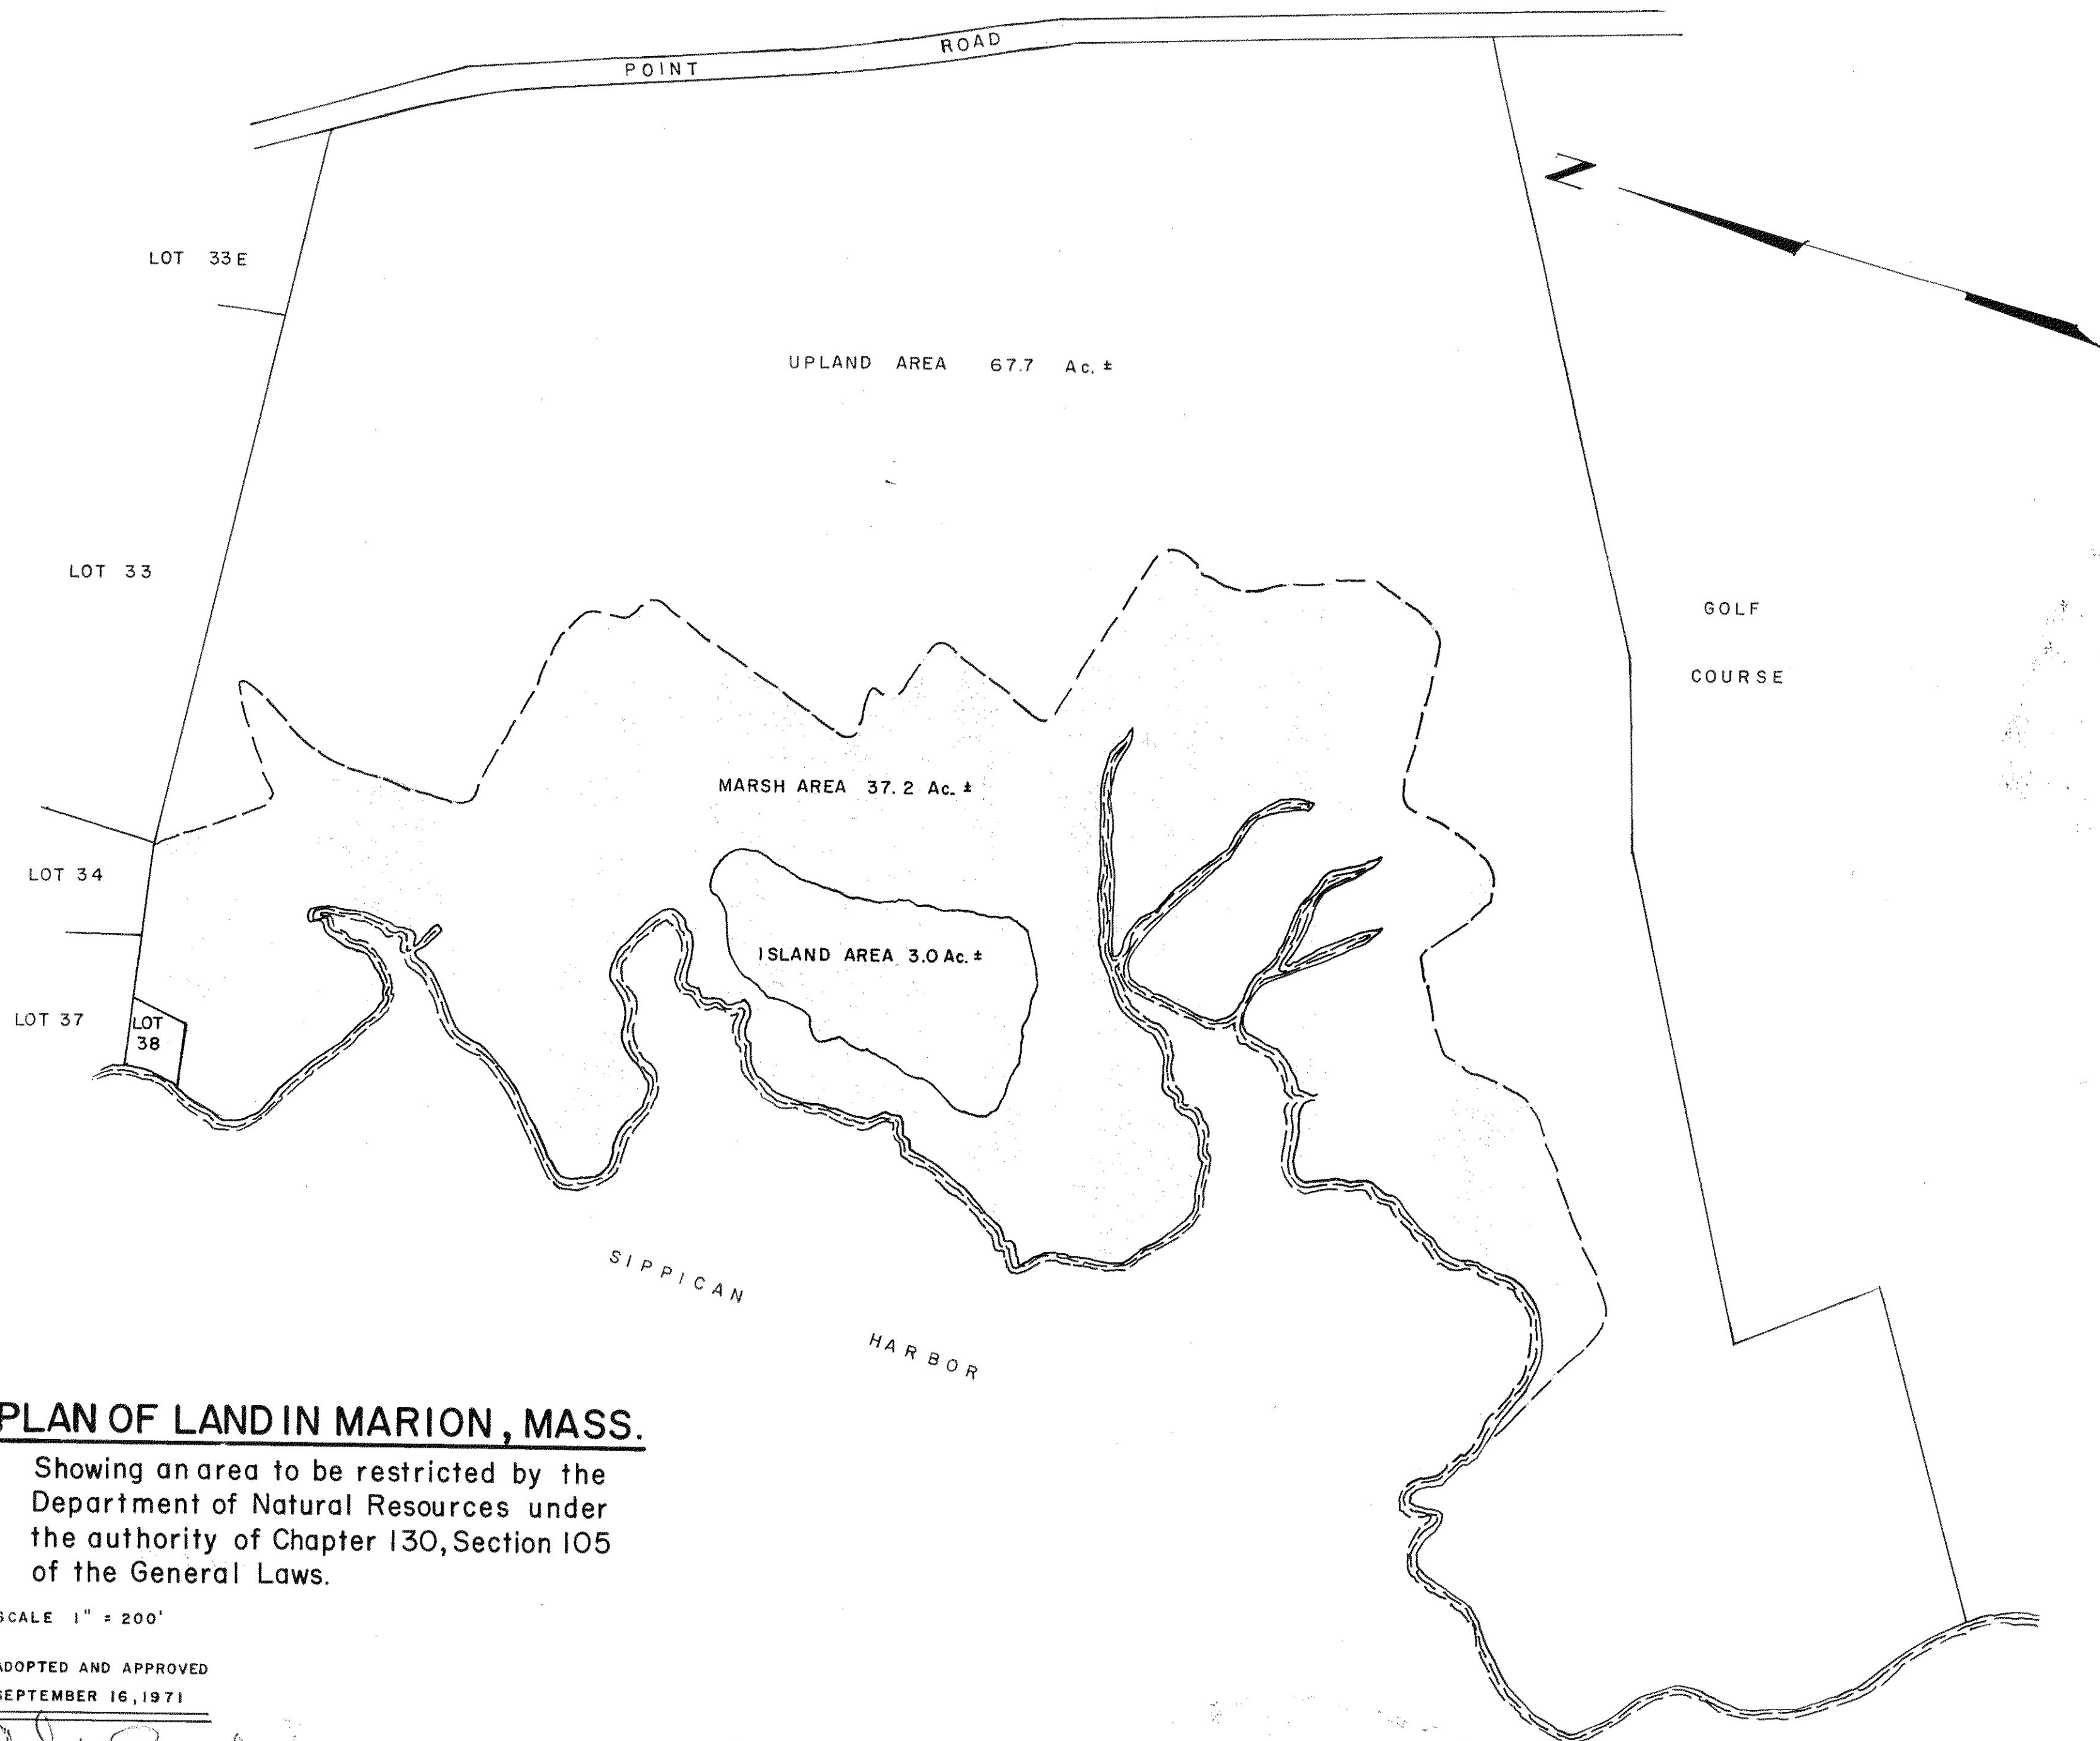 POINT ROAD
N
LOT 33E
UPLAND AREA 67.7 Ac. ±
LOT 33
GOLF
COURSE
MARSH AREA 37.2 Ac. ±
LOT 34
ISLAND AREA 3.0 Ac. ±
LOT 37
LOT
38
SIPPICAN
HARBOR
PLAN OF LAND IN MARION, MASS.
Showing an area to be restricted by the
Department of Natural Resources under
the authority of Chapter 130, Section 105
of the General Laws.
SCALE 1" = 200'
ADOPTED AND APPROVED
SEPTEMBER 16, 1971